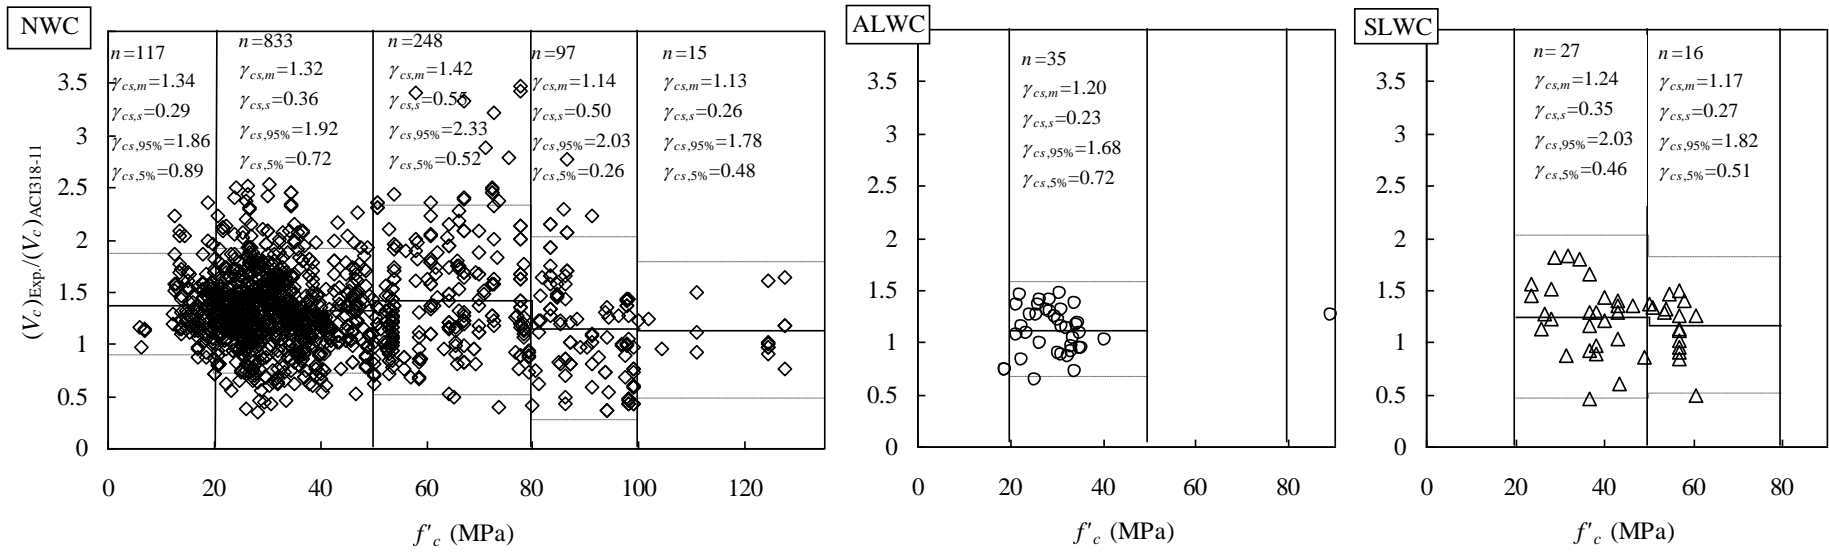 NWC
n=117
γcs,m=1.34
γcs,s=0.29
γcs,95%=1.86
γcs,5%=0.89
n=833
γcs,m=1.32
γcs,s=0.36
γcs,95%=1.92
γcs,5%=0.72
n=248
γcs,m=1.42
γcs,s=0.55
γcs,95%=2.33
γcs,5%=0.52
n=97
γcs,m=1.14
γcs,s=0.50
γcs,95%=2.03
γcs,5%=0.26
n=15
γcs,m=1.13
γcs,s=0.26
γcs,95%=1.78
γcs,5%=0.48
(Vc)Exp./(Vc)ACI318-11
3.5
3
2.5
2
1.5
1
0.5
0
0 20 40 60 80 100 120
f'c (MPa)
ALWC
n=35
γcs,m=1.20
γcs,s=0.23
γcs,95%=1.68
γcs,5%=0.72
3.5
3
2.5
2
1.5
1
0.5
0
0 20 40 60 80
f'c (MPa)
SLWC
n=27
γcs,m=1.24
γcs,s=0.35
γcs,95%=2.03
γcs,5%=0.46
n=16
γcs,m=1.17
γcs,s=0.27
γcs,95%=1.82
γcs,5%=0.51
3.5
3
2.5
2
1.5
1
0.5
0
0 20 40 60 80
f'c (MPa)